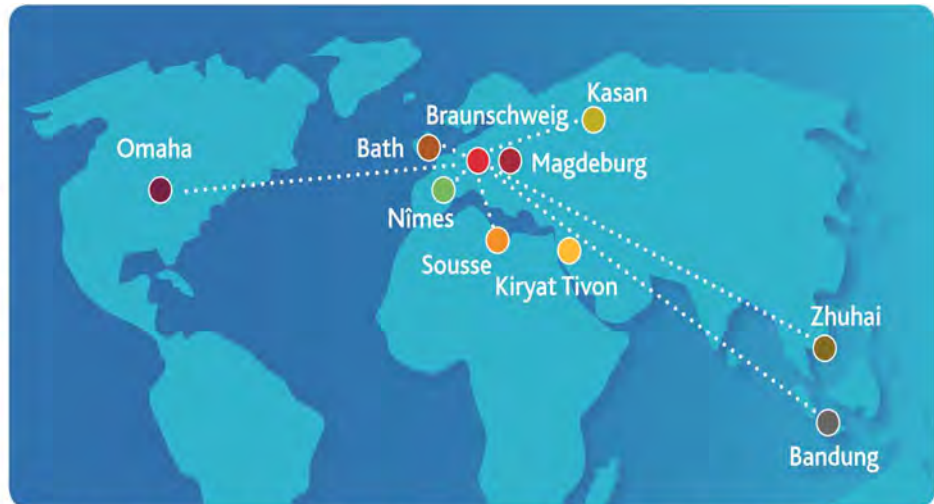 Kasan
Braunschweig
Omaha
Bath
Magdeburg
Nîmes
Sousse
Kiryat Tivon
Zhuhai
Bandung